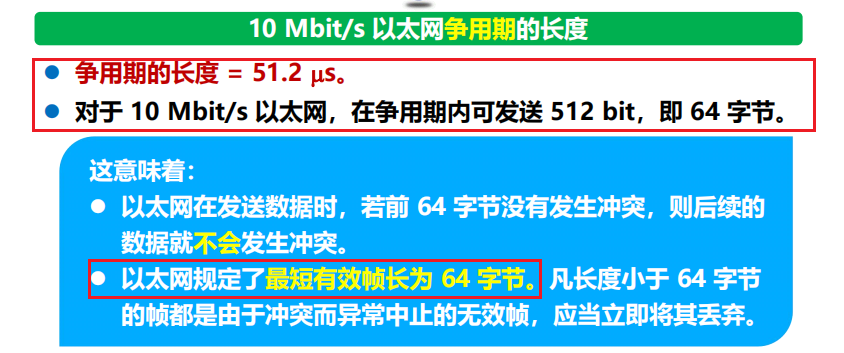 10 Mbit/s 以太网争用期的长度
● 争用期的长度 = 51.2 μs。
● 对于 10 Mbit/s 以太网，在争用期内可发送 512 bit，即 64 字节。
这意味着：
● 以太网在发送数据时，若前 64 字节没有发生冲突，则后续的
数据就不会发生冲突。
● 以太网规定了最短有效帧长为 64 字节。凡长度小于 64 字节
的帧都是由于冲突而异常中止的无效帧，应当立即将其丢弃。